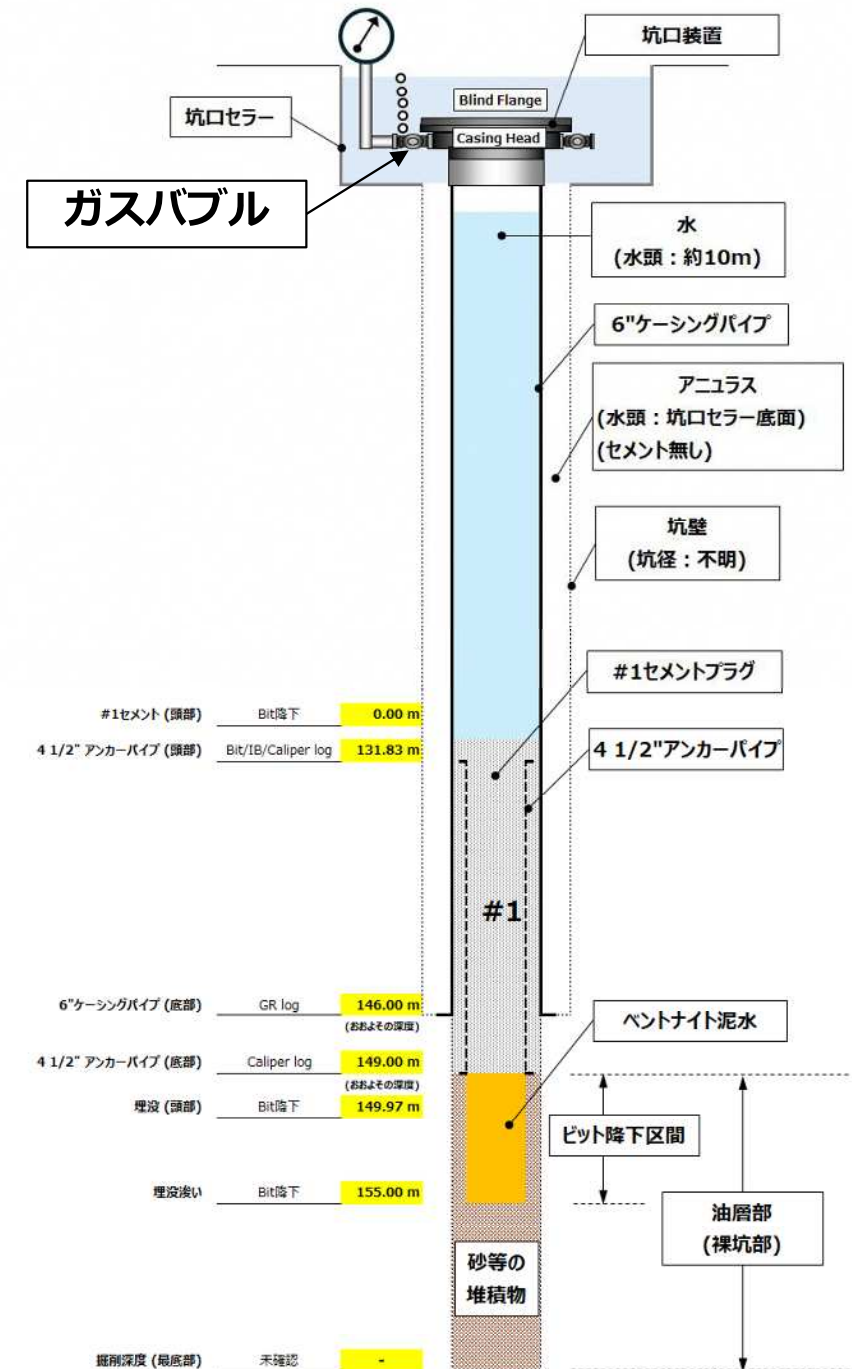 坑口装置
Blind Flange
坑口セラー
Casing Head
ガスバブル
水
(水頭：約10m)
6"ケーシングパイプ
アニュラス
(水頭：坑口セラー底面)
(セメント無し)
坑壁
(坑径：不明)
#1セメントプラグ
#1セメント (頭部) Bit降下 0.00 m
4 1/2" アンカーパイプ (頭部) Bit/IB/Caliper log 131.83 m
4 1/2"アンカーパイプ
#1
6"ケーシングパイプ (底部) GR log 146.00 m
(おおよその深度)
ベントナイト泥水
4 1/2" アンカーパイプ (底部) Caliper log 149.00 m
(おおよその深度)
埋没 (頭部) Bit降下 149.97 m
ビット降下区間
埋没浚い Bit降下 155.00 m
油層部
(裸坑部)
砂等の
堆積物
掘削深度 (最底部) 未確認 -